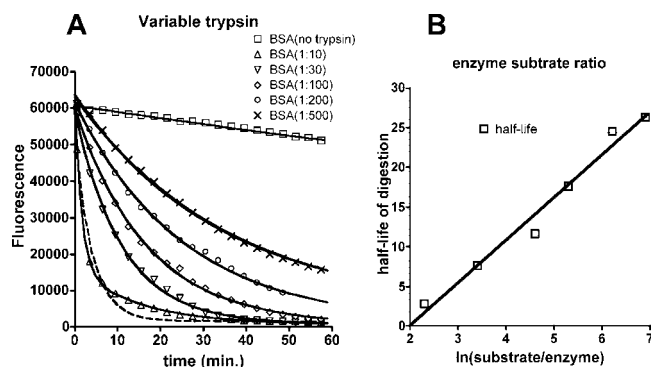 A
Variable trypsin
BSA(no trypsin)
BSA(1:10)
BSA(1:30)
BSA(1:100)
BSA(1:200)
BSA(1:500)
70000
60000
50000
40000
30000
20000
10000
0
Fluorescence
0 10 20 30 40 50 60
time (min.)
B
enzyme subtrate ratio
half-life
30
25
20
15
10
5
0
half-life of digestion
2 3 4 5 6 7
ln(substrate/enzyme)